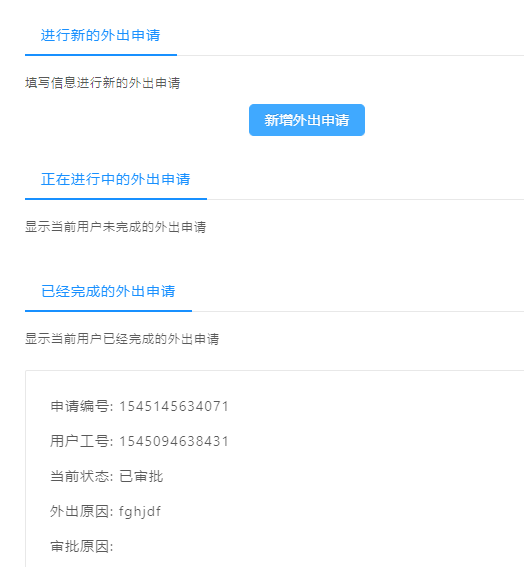 进行新的外出申请
填写信息进行新的外出申请
新增外出申请
正在进行中的外出申请
显示当前用户未完成的外出申请
已经完成的外出申请
显示当前用户已经完成的外出申请
申请编号: 1545145634071
用户工号: 1545094638431
当前状态: 已审批
外出原因: fghjdf
审批原因: